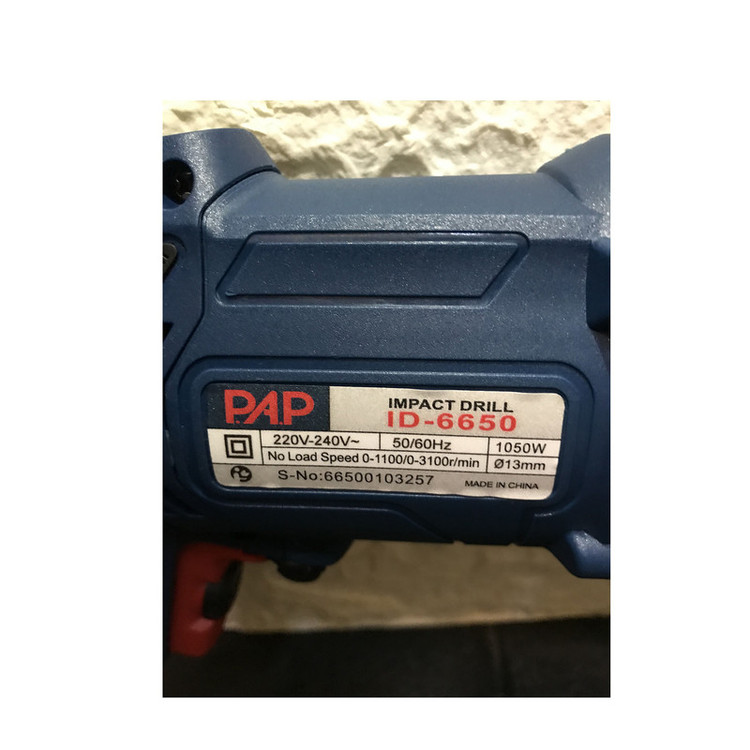 P.A.P
IMPACT DRILL
ID-6650
220V-240V~ 50/60Hz 1050W
No Load Speed 0-1100/0-3100r/min Ø13mm
S-No:66500103257 MADE IN CHINA